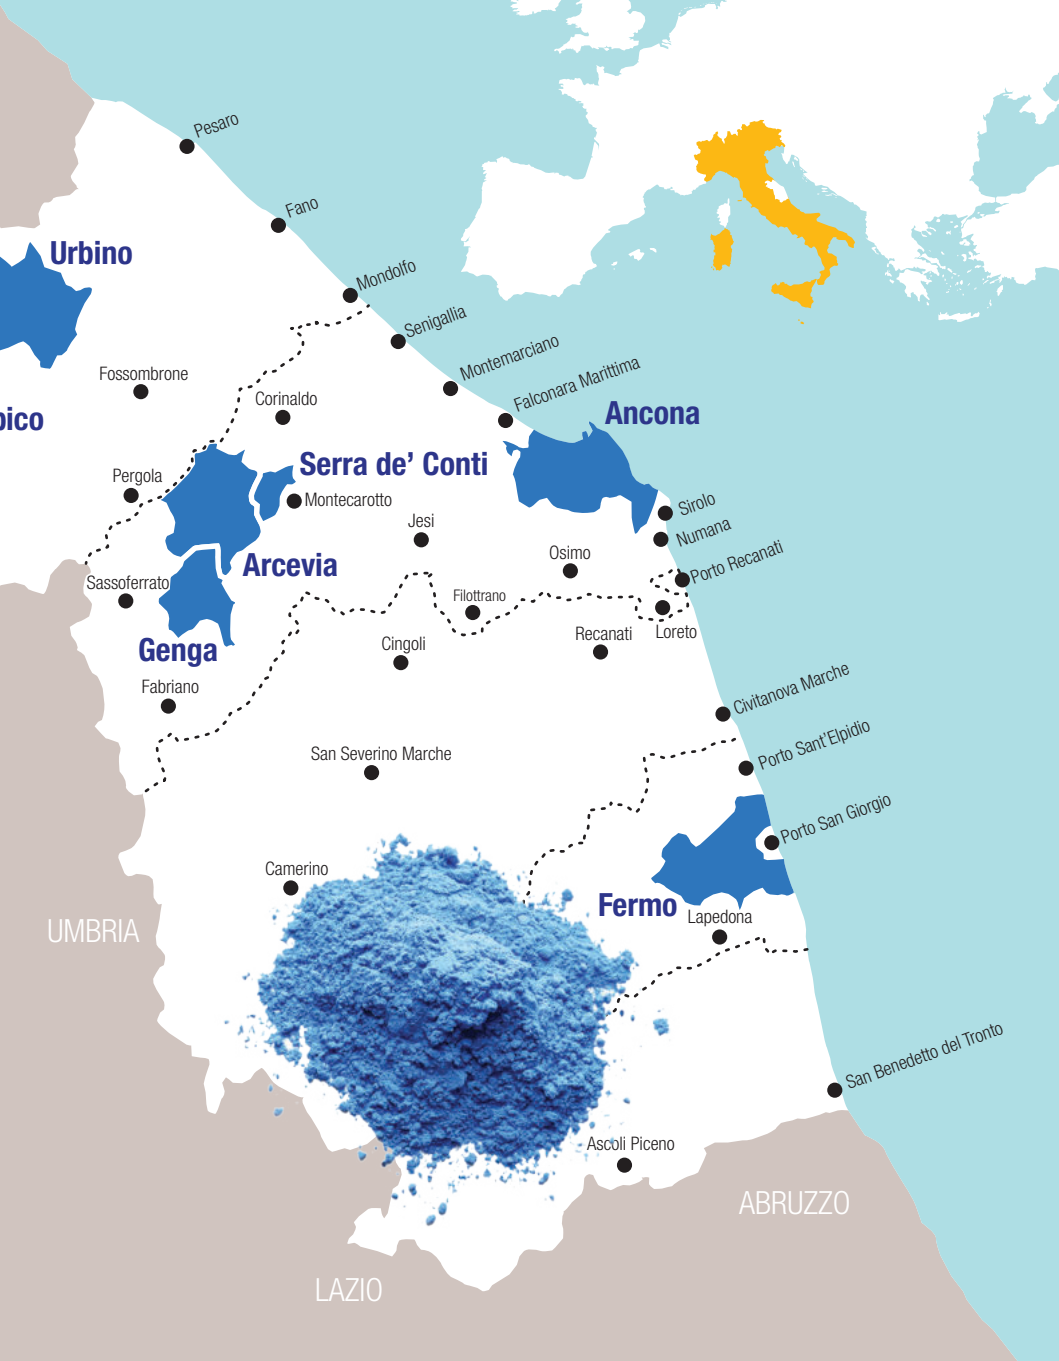 Pesaro
Fano
Urbino
Mondolfo
Senigallia
Montemarciano
Falconara Marittima
Fossombrone
Corinaldo
Ancona
bico
Serra de’ Conti
Pergola
Montecarotto
Sirolo
Jesi
Numana
Osimo
Arcevia
Porto Recanati
Sassoferrato
Filottrano
Loreto
Recanati
Cingoli
Genga
Fabriano
Civitanova Marche
San Severino Marche
Porto Sant’Elpidio
Porto San Giorgio
Camerino
Fermo
Lapedona
UMBRIA
San Benedetto del Tronto
Ascoli Piceno
ABRUZZO
LAZIO